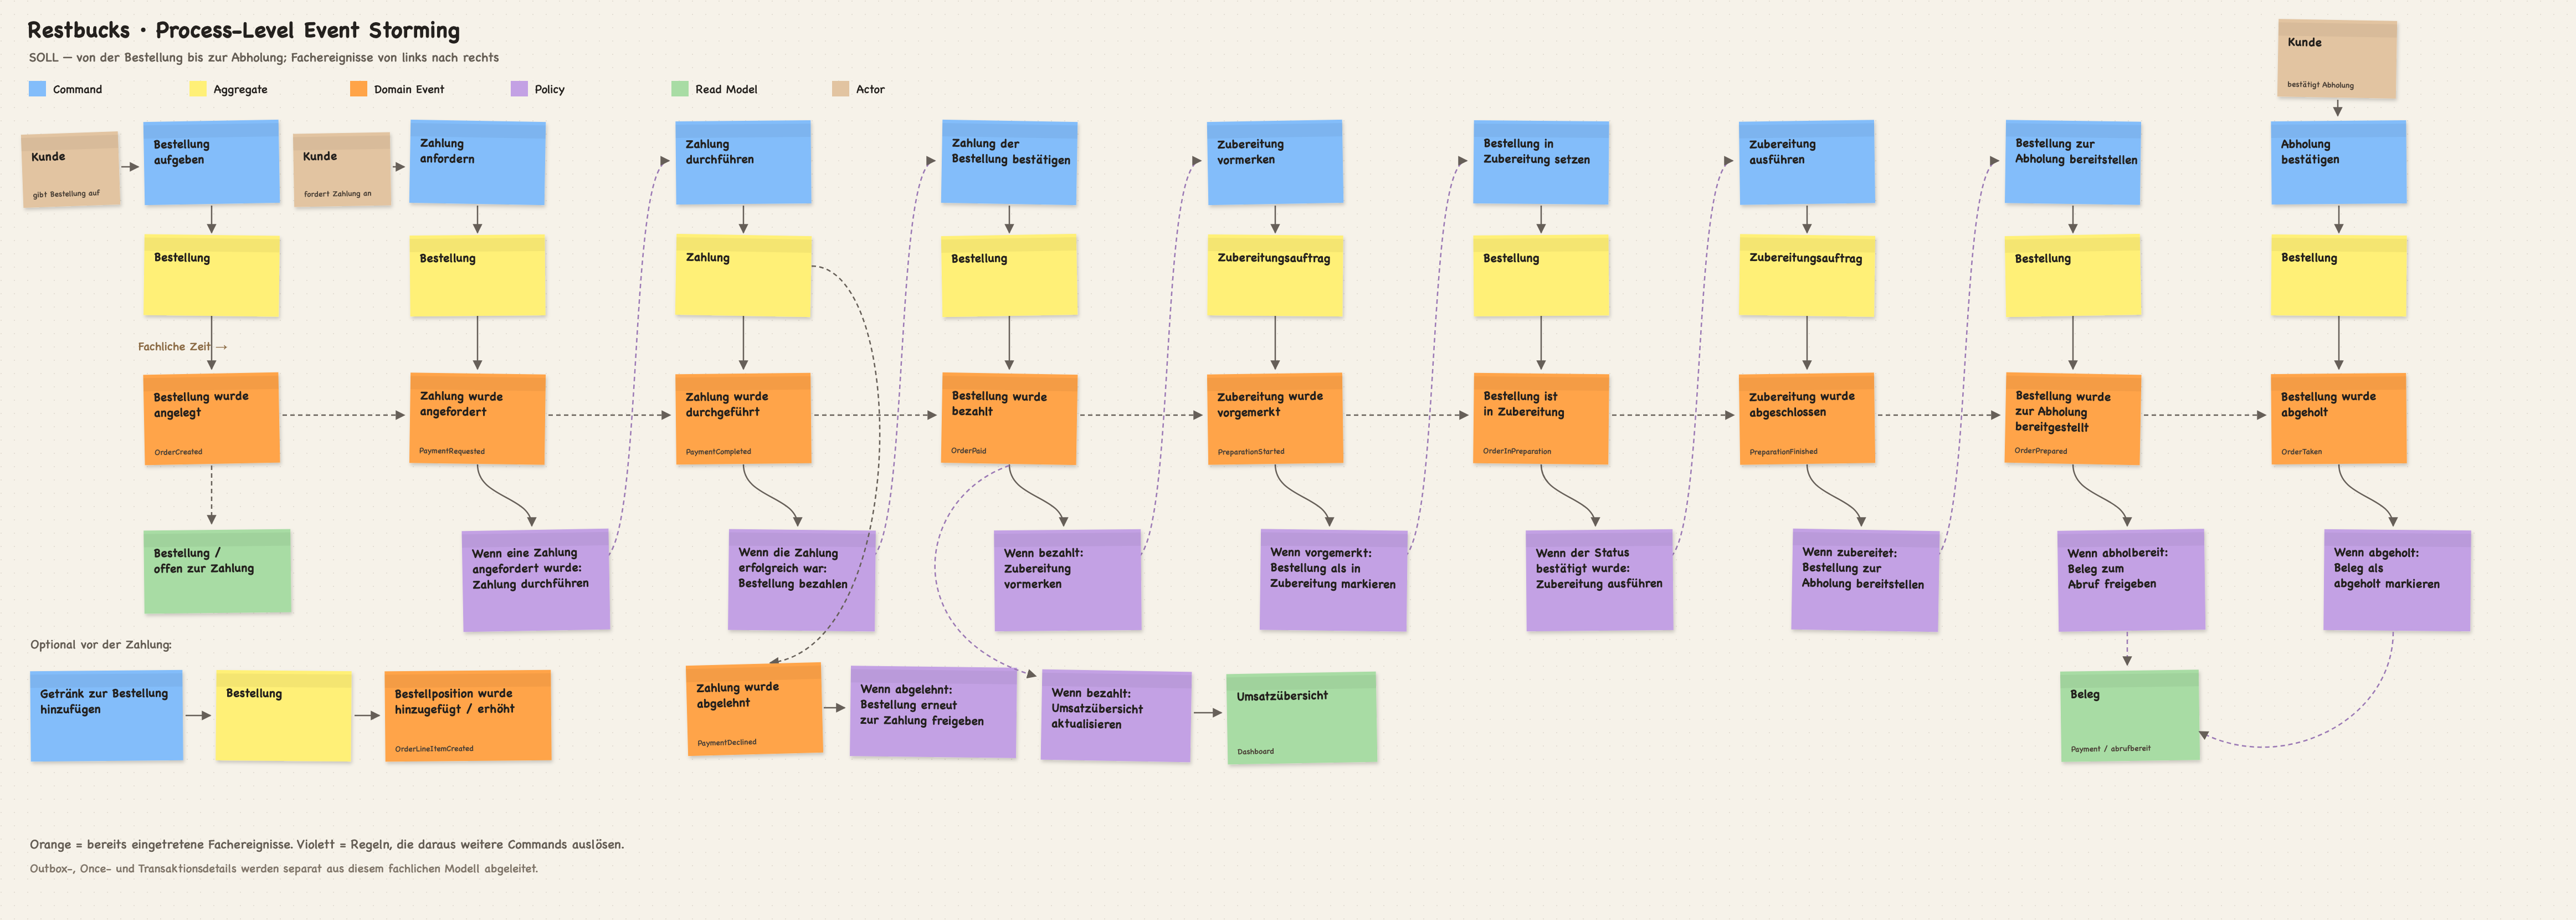 Restbucks • Process-Level Event Storming
SOLL — von der Bestellung bis zur Abholung; Fachereignisse von links nach rechts
Command
Aggregate
Domain Event
Policy
Read Model
Actor
Kunde
bestätigt Abholung
Kunde
gibt Bestellung auf
Bestellung
aufgeben
Kunde
fordert Zahlung an
Zahlung
anfordern
Zahlung
durchführen
Zahlung der
Bestellung bestätigen
Zubereitung
vormerken
Bestellung in
Zubereitung setzen
Zubereitung
ausführen
Bestellung zur
Abholung bereitstellen
Abholung
bestätigen
Bestellung
Bestellung
Zahlung
Bestellung
Zubereitungsauftrag
Bestellung
Zubereitungsauftrag
Bestellung
Bestellung
Fachliche Zeit →
Bestellung wurde
angelegt
OrderCreated
Zahlung wurde
angefordert
PaymentRequested
Zahlung wurde
durchgeführt
PaymentCompleted
Bestellung wurde
bezahlt
OrderPaid
Zubereitung wurde
vorgemerkt
PreparationStarted
Bestellung ist
in Zubereitung
OrderInPreparation
Zubereitung wurde
abgeschlossen
PreparationFinished
Bestellung wurde
zur Abholung
bereitgestellt
OrderPrepared
Bestellung wurde
abgeholt
OrderTaken
Bestellung /
offen zur Zahlung
Wenn eine Zahlung
angefordert wurde:
Zahlung durchführen
Wenn die Zahlung
erfolgreich war:
Bestellung bezahlen
Wenn bezahlt:
Zubereitung
vormerken
Wenn vorgemerkt:
Bestellung als in
Zubereitung markieren
Wenn der Status
bestätigt wurde:
Zubereitung ausführen
Wenn zubereitet:
Bestellung zur
Abholung bereitstellen
Wenn abholbereit:
Beleg zum
Abruf freigeben
Wenn abgeholt:
Beleg als
abgeholt markieren
Optional vor der Zahlung:
Getränk zur Bestellung
hinzufügen
Bestellung
Bestellposition wurde
hinzugefügt / erhöht
OrderLineItemCreated
Zahlung wurde
abgelehnt
PaymentDeclined
Wenn abgelehnt:
Bestellung erneut
zur Zahlung freigeben
Wenn bezahlt:
Umsatzübersicht
aktualisieren
Umsatzübersicht
Dashboard
Beleg
Payment / abrufbereit
Orange = bereits eingetretene Fachereignisse. Violett = Regeln, die daraus weitere Commands auslösen.
Outbox-, Once- und Transaktionsdetails werden separat aus diesem fachlichen Modell abgeleitet.